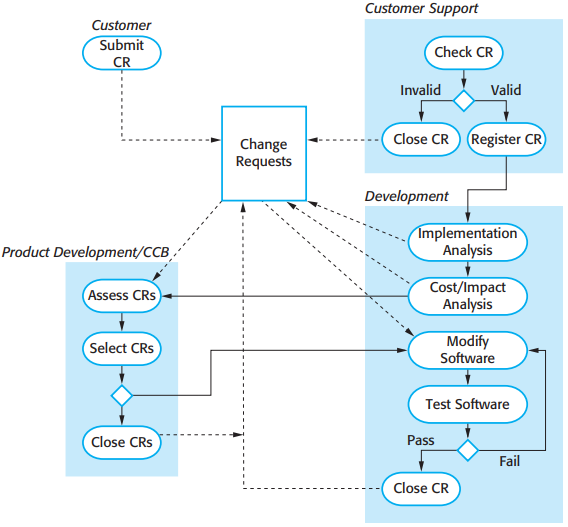 Customer
Submit
CR
Customer Support
Check CR
Invalid
Valid
Close CR
Register CR
Change
Requests
Development
Implementation
Analysis
Cost/Impact
Analysis
Product Development/CCB
Assess CRs
Select CRs
Close CRs
Modify
Software
Test Software
Pass
Fail
Close CR